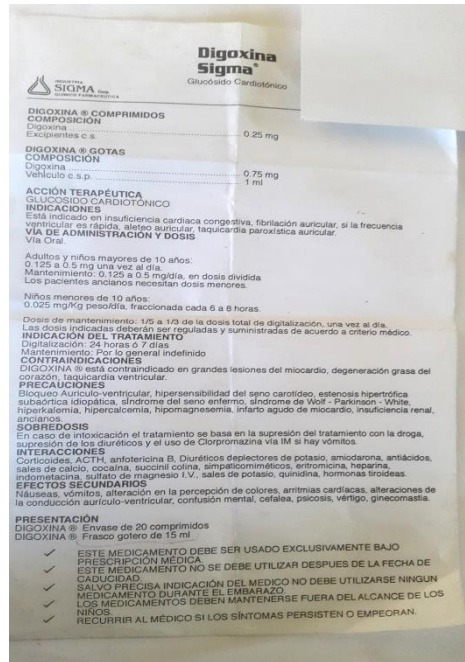 Digoxina
Sigma®
Glucósido Cardiotónico
INDUSTRIA
SIGMA Corp.
QUIMICO FARMACEUTICA
DIGOXINA ® COMPRIMIDOS
COMPOSICIÓN
Digoxina ........ 0.25 mg
Excipientes c.s.
DIGOXINA ® GOTAS
COMPOSICIÓN
Digoxina ........ 0.75 mg
Vehículo c.s.p. ........ 1 ml
ACCIÓN TERAPÉUTICA
GLUCOSIDO CARDIOTÓNICO
INDICACIONES
Está indicado en insuficiencia cardiaca congestiva, fibrilación auricular, si la frecuencia
ventricular es rápida, aleteo auricular, taquicardia paroxística auricular.
VÍA DE ADMINISTRACIÓN Y DOSIS
Vía Oral.
Adultos y niños mayores de 10 años:
0.125 a 0.5 mg una vez al día.
Mantenimiento: 0.125 a 0.5 mg/día, en dosis dividida
Los pacientes ancianos necesitan dosis menores.
Niños menores de 10 años:
0.025 mg/Kg peso/día, fraccionada cada 6 a 8 horas.
Dosis de mantenimiento: 1/5 a 1/3 de la dosis total de digitalización, una vez al día.
Las dosis indicadas deberán ser reguladas y suministradas de acuerdo a criterio médico.
INDICACIÓN DEL TRATAMIENTO
Digitalización: 24 horas ó 7 días
Mantenimiento: Por lo general indefinido
CONTRAINDICACIONES
DIGOXINA ® está contraindicado en grandes lesiones del miocardio, degeneración grasa del
corazón, taquicardia ventricular.
PRECAUCIONES
Bloqueo Auriculo-ventricular, hipersensibilidad del seno carotídeo, estenosis hipertrófica
subaórtica idiopática, síndrome del seno enfermo, síndrome de Wolf - Parkinson - White,
hiperkalemia, hipercalcemia, hipomagnesemia, infarto agudo de miocardio, insuficiencia renal,
ancianos.
SOBREDOSIS
En caso de intoxicación el tratamiento se basa en la supresión del tratamiento con la droga,
supresión de los diuréticos y el uso de Clorpromazina vía IM si hay vómitos.
INTERACCIONES
Corticoides, ACTH, anfotericina B, Diuréticos depletores de potasio, amiodarona, antiácidos,
sales de calcio, cocaína, succinil colina, simpaticomiméticos, eritromicina, heparina,
indometacina, sulfato de magnesio I.V., sales de potasio, quinidina, hormonas tiroideas.
EFECTOS SECUNDARIOS
Náuseas, vómitos, alteración en la percepción de colores, arritmias cardíacas, alteraciones de
la conducción aurículo-ventricular, confusión mental, cefalea, psicosis, vértigo, ginecomastia.
PRESENTACIÓN
DIGOXINA ® Envase de 20 comprimidos
DIGOXINA ® Frasco gotero de 15 ml
✓ ESTE MEDICAMENTO DEBE SER USADO EXCLUSIVAMENTE BAJO
PRESCRIPCIÓN MÉDICA.
✓ ESTE MEDICAMENTO NO SE DEBE UTILIZAR DESPUES DE LA FECHA DE
CADUCIDAD.
✓ SALVO PRECISA INDICACIÓN DEL MEDICO NO DEBE UTILIZARSE NINGUN
MEDICAMENTO DURANTE EL EMBARAZO.
✓ LOS MEDICAMENTOS DEBEN MANTENERSE FUERA DEL ALCANCE DE LOS
NIÑOS.
✓ RECURRIR AL MÉDICO SI LOS SÍNTOMAS PERSISTEN O EMPEORAN.